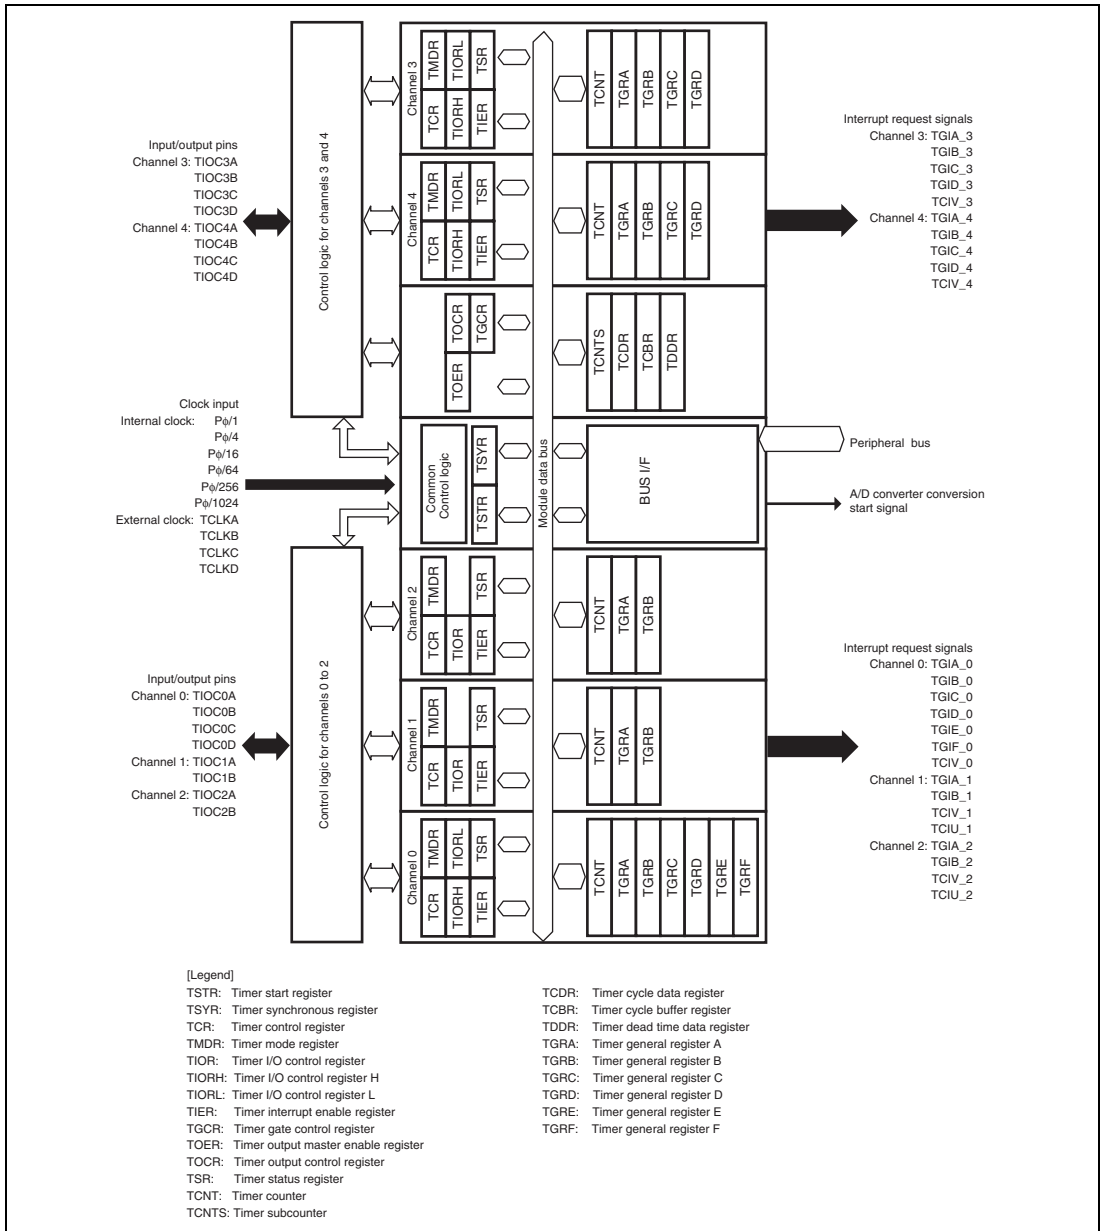 Input/output pins
Channel 3: TIOC3A
TIOC3B
TIOC3C
TIOC3D
Channel 4: TIOC4A
TIOC4B
TIOC4C
TIOC4D
Clock input
Internal clock: Pφ/1
Pφ/4
Pφ/16
Pφ/64
Pφ/256
Pφ/1024
External clock: TCLKA
TCLKB
TCLKC
TCLKD
Input/output pins
Channel 0: TIOC0A
TIOC0B
TIOC0C
TIOC0D
Channel 1: TIOC1A
TIOC1B
Channel 2: TIOC2A
TIOC2B
Control logic for channels 3 and 4
Control logic for channels 0 to 2
Channel 3
TMDR
TIORL
TSR
TCR
TIORH
TIER
TCNT
TGRA
TGRB
TGRC
TGRD
Channel 4
TMDR
TIORL
TSR
TCR
TIORH
TIER
TCNT
TGRA
TGRB
TGRC
TGRD
TOCR
TGCR
TOER
TCNTS
TCDR
TCBR
TDDR
Common
Control logic
TSYR
TSTR
Module data bus
BUS I/F
Channel 2
TMDR
TSR
TCR
TIOR
TIER
TCNT
TGRA
TGRB
Channel 1
TMDR
TSR
TCR
TIOR
TIER
TCNT
TGRA
TGRB
Channel 0
TMDR
TIORL
TSR
TCR
TIORH
TIER
TCNT
TGRA
TGRB
TGRC
TGRD
TGRE
TGRF
Interrupt request signals
Channel 3: TGIA_3
TGIB_3
TGIC_3
TGID_3
TCIV_3
Channel 4: TGIA_4
TGIB_4
TGIC_4
TGID_4
TCIV_4
Peripheral bus
A/D converter conversion
start signal
Interrupt request signals
Channel 0: TGIA_0
TGIB_0
TGIC_0
TGID_0
TGIE_0
TGIF_0
TCIV_0
Channel 1: TGIA_1
TGIB_1
TCIV_1
TCIU_1
Channel 2: TGIA_2
TGIB_2
TCIV_2
TCIU_2
[Legend]
TSTR: Timer start register
TSYR: Timer synchronous register
TCR: Timer control register
TMDR: Timer mode register
TIOR: Timer I/O control register
TIORH: Timer I/O control register H
TIORL: Timer I/O control register L
TIER: Timer interrupt enable register
TGCR: Timer gate control register
TOER: Timer output master enable register
TOCR: Timer output control register
TSR: Timer status register
TCNT: Timer counter
TCNTS: Timer subcounter
TCDR: Timer cycle data register
TCBR: Timer cycle buffer register
TDDR: Timer dead time data register
TGRA: Timer general register A
TGRB: Timer general register B
TGRC: Timer general register C
TGRD: Timer general register D
TGRE: Timer general register E
TGRF: Timer general register F